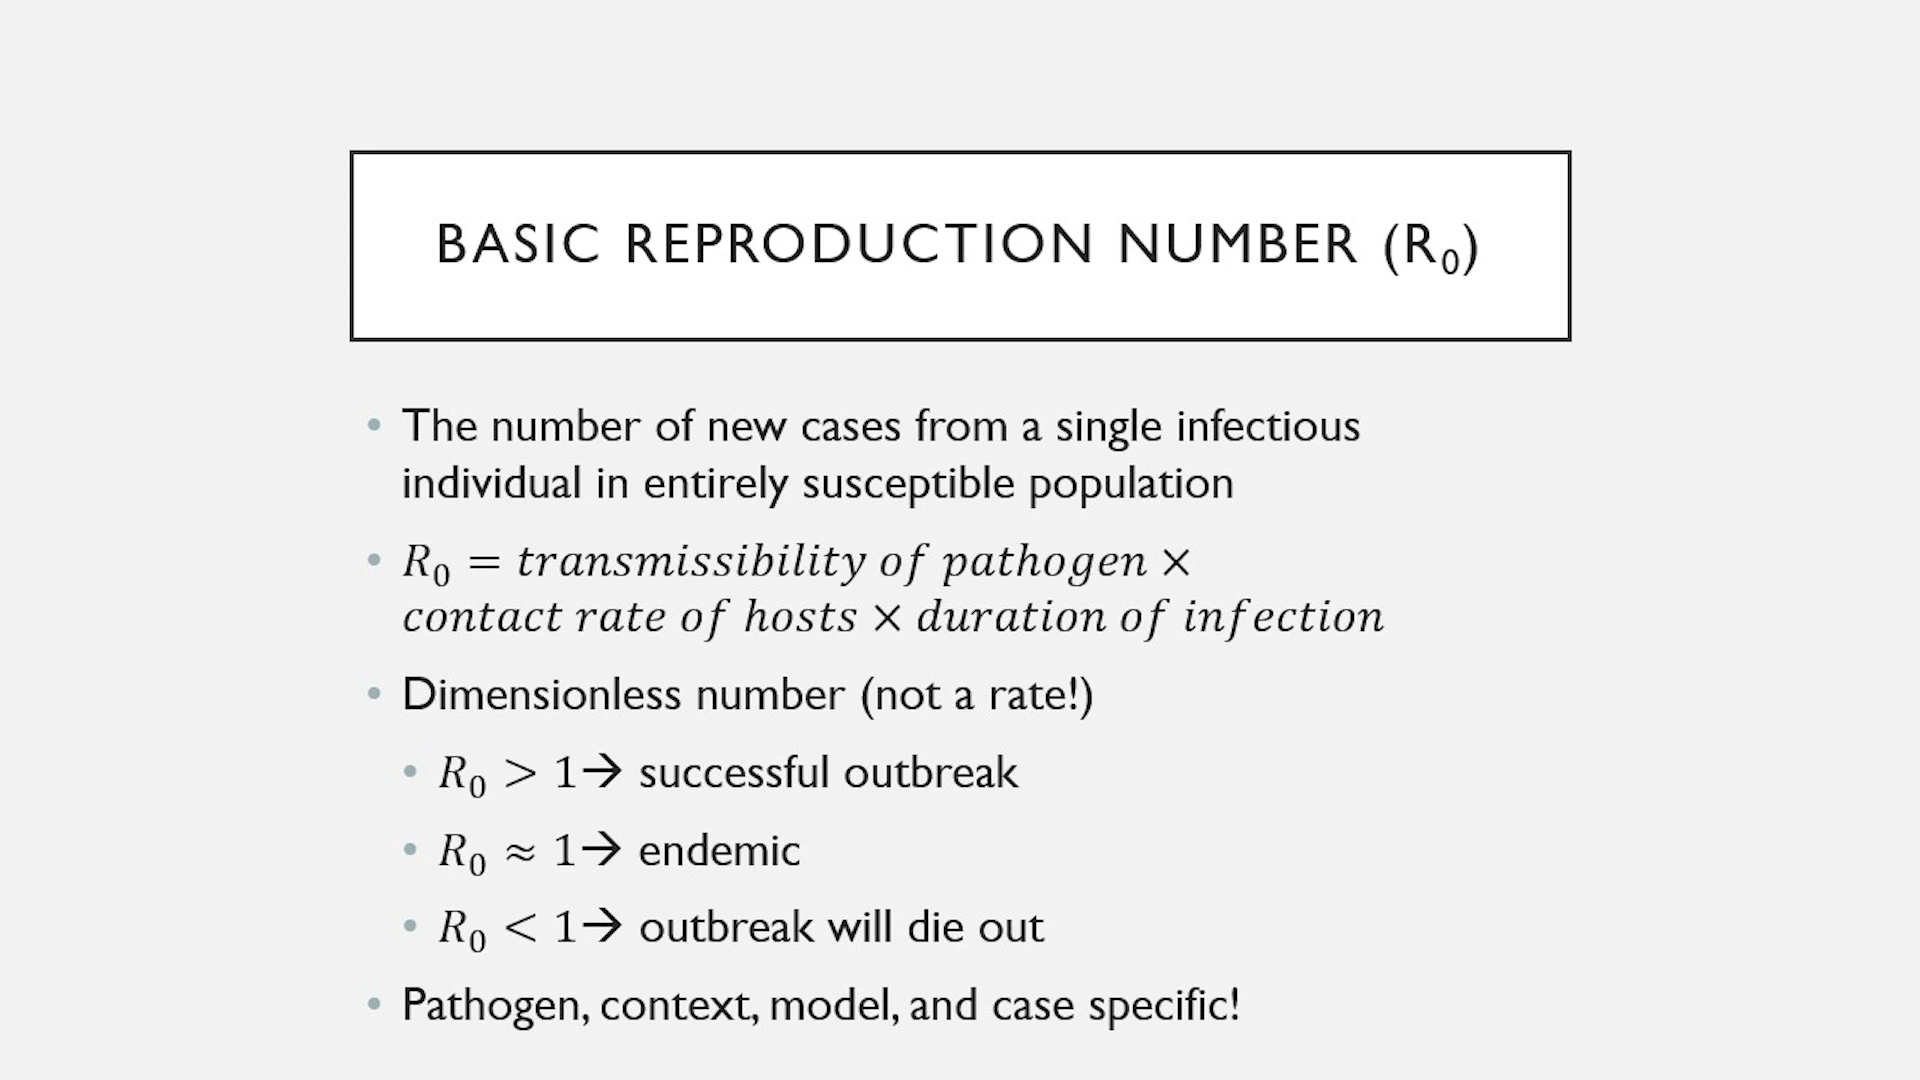 BASIC REPRODUCTION NUMBER (R₀)
• The number of new cases from a single infectious
individual in entirely susceptible population
• R₀ = transmissibility of pathogen ×
contact rate of hosts × duration of infection
• Dimensionless number (not a rate!)
• R₀ > 1→ successful outbreak
• R₀ ≈ 1→ endemic
• R₀ < 1→ outbreak will die out
• Pathogen, context, model, and case specific!